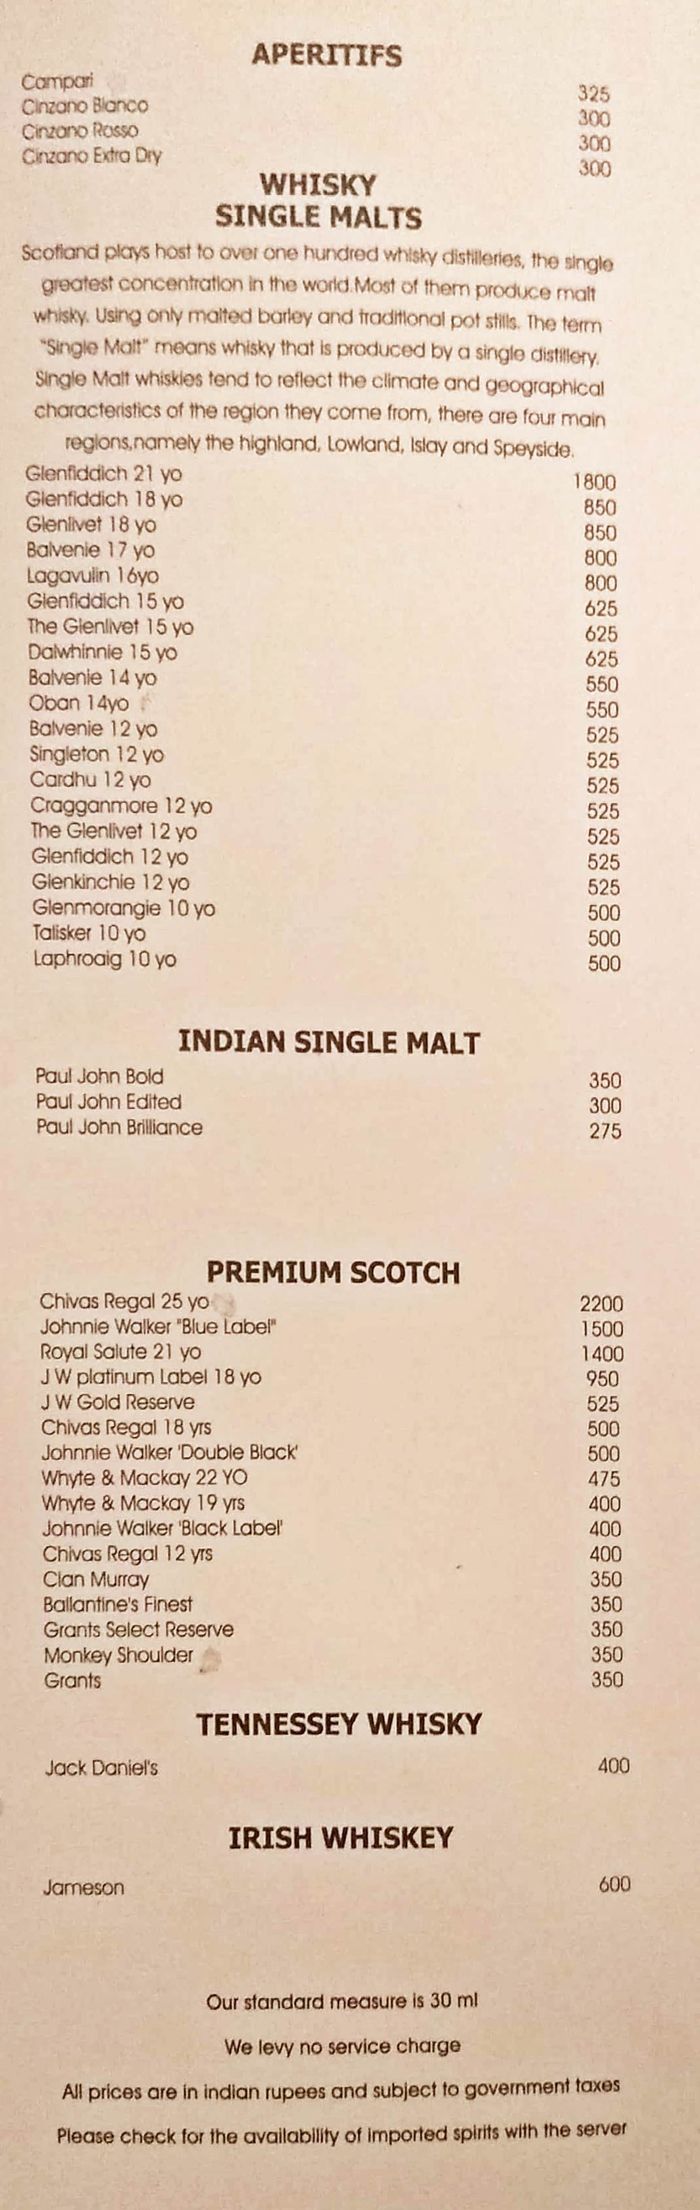 APERITIFS
Campari 325
Cinzano Bianco 300
Cinzano Rosso 300
Cinzano Extra Dry 300
WHISKY
SINGLE MALTS
Scotland plays host to over one hundred whisky distilleries, the single
greatest concentration in the world.Most of them produce malt
whisky. Using only malted barley and traditional pot stills. The term
"Single Malt" means whisky that is produced by a single distillery.
Single Malt whiskies tend to reflect the climate and geographical
characteristics of the region they come from, there are four main
regions,namely the highland, Lowland, Islay and Speyside.
Glenfiddich 21 yo 1800
Glenfiddich 18 yo 850
Glenlivet 18 yo 850
Balvenie 17 yo 800
Lagavulin 16yo 800
Glenfiddich 15 yo 625
The Glenlivet 15 yo 625
Dalwhinnie 15 yo 625
Balvenie 14 yo 550
Oban 14yo 550
Balvenie 12 yo 525
Singleton 12 yo 525
Cardhu 12 yo 525
Cragganmore 12 yo 525
The Glenlivet 12 yo 525
Glenfiddich 12 yo 525
Glenkinchie 12 yo 525
Glenmorangie 10 yo 500
Talisker 10 yo 500
Laphroaig 10 yo 500
INDIAN SINGLE MALT
Paul John Bold 350
Paul John Edited 300
Paul John Brilliance 275
PREMIUM SCOTCH
Chivas Regal 25 yo 2200
Johnnie Walker "Blue Label" 1500
Royal Salute 21 yo 1400
J W platinum Label 18 yo 950
J W Gold Reserve 525
Chivas Regal 18 yrs 500
Johnnie Walker 'Double Black' 500
Whyte & Mackay 22 YO 475
Whyte & Mackay 19 yrs 400
Johnnie Walker 'Black Label' 400
Chivas Regal 12 yrs 400
Clan Murray 350
Ballantine's Finest 350
Grants Select Reserve 350
Monkey Shoulder 350
Grants 350
TENNESSEY WHISKY
Jack Daniel's 400
IRISH WHISKEY
Jameson 600
Our standard measure is 30 ml
We levy no service charge
All prices are in indian rupees and subject to government taxes
Please check for the availability of imported spirits with the server